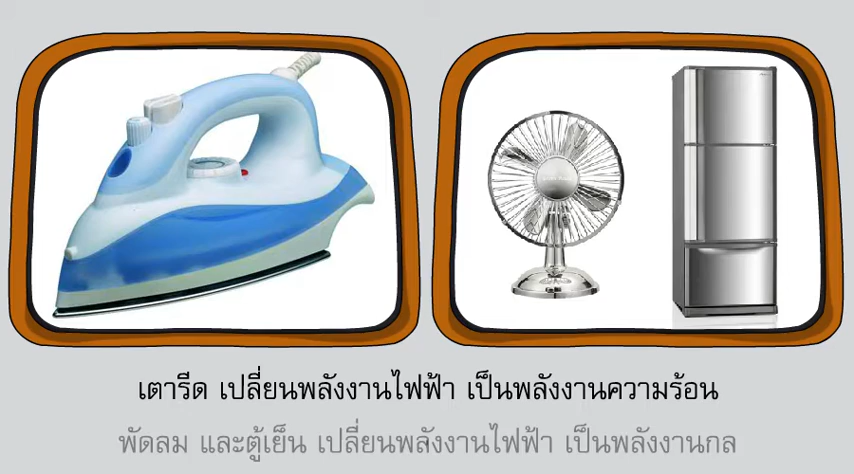 เตารีด เปลี่ยนพลังงานไฟฟ้า เป็นพลังงานความร้อน
พัดลม และตู้เย็น เปลี่ยนพลังงานไฟฟ้า เป็นพลังงานกล